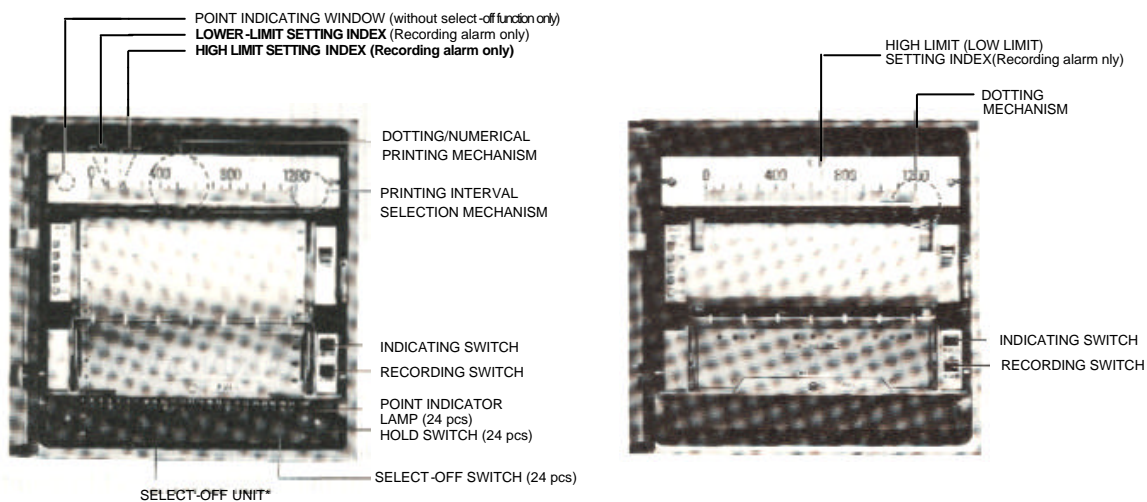 POINT INDICATING WINDOW (without select-off function only)
LOWER-LIMIT SETTING INDEX (Recording alarm only)
HIGH LIMIT SETTING INDEX (Recording alarm only)
DOTTING/NUMERICAL
PRINTING MECHANISM
PRINTING INTERVAL
SELECTION MECHANISM
0 400 800 1200
INDICATING SWITCH
RECORDING SWITCH
POINT INDICATOR
LAMP (24 pcs)
HOLD SWITCH (24 pcs)
SELECT-OFF SWITCH (24 pcs)
SELECT-OFF UNIT*
HIGH LIMIT (LOW LIMIT)
SETTING INDEX(Recording alarm nly)
DOTTING
MECHANISM
0 400 800 1200
INDICATING SWITCH
RECORDING SWITCH